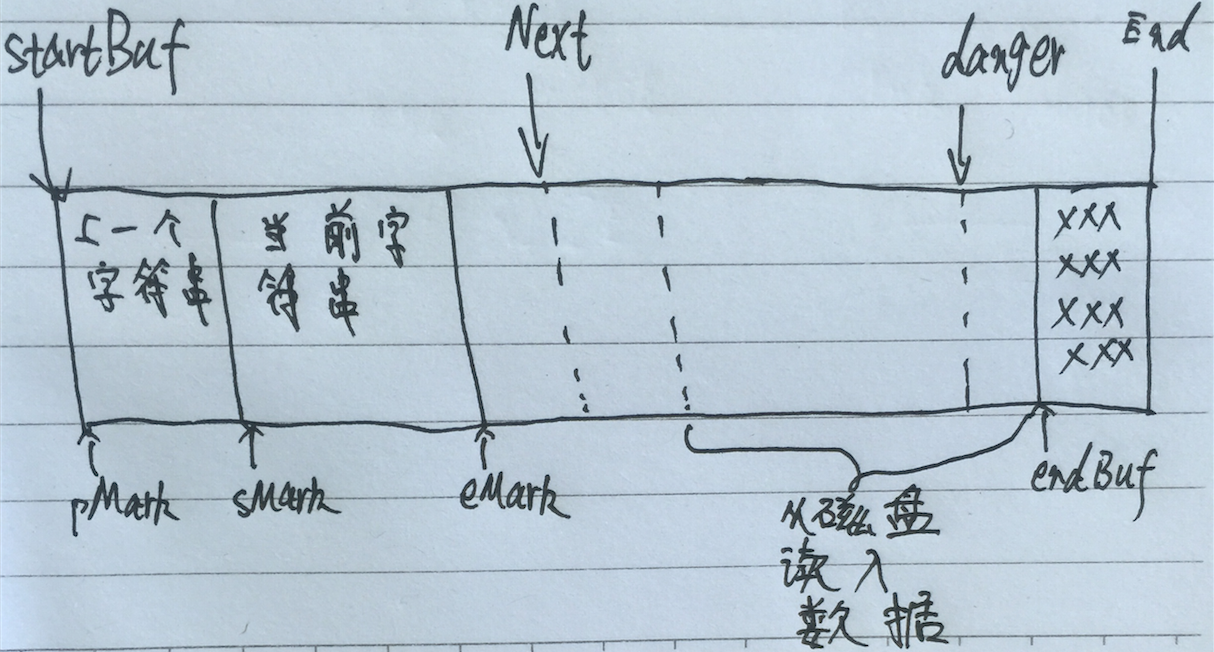 startBuf
Next
danger
End
上一个
字符串
当前字
符串
xxx
xxx
xxx
xxx
pMark
sMark
eMark
endBuf
从磁盘
读入
数据